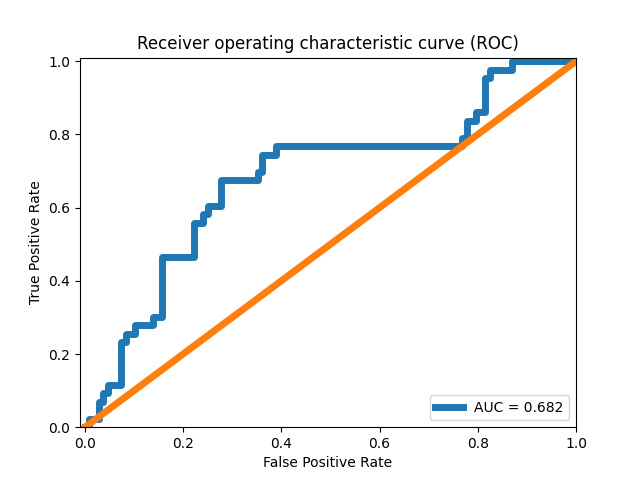 Receiver operating characteristic curve (ROC)
True Positive Rate
1.0
0.8
0.6
0.4
0.2
0.0
AUC = 0.682
0.0 0.2 0.4 0.6 0.8 1.0
False Positive Rate